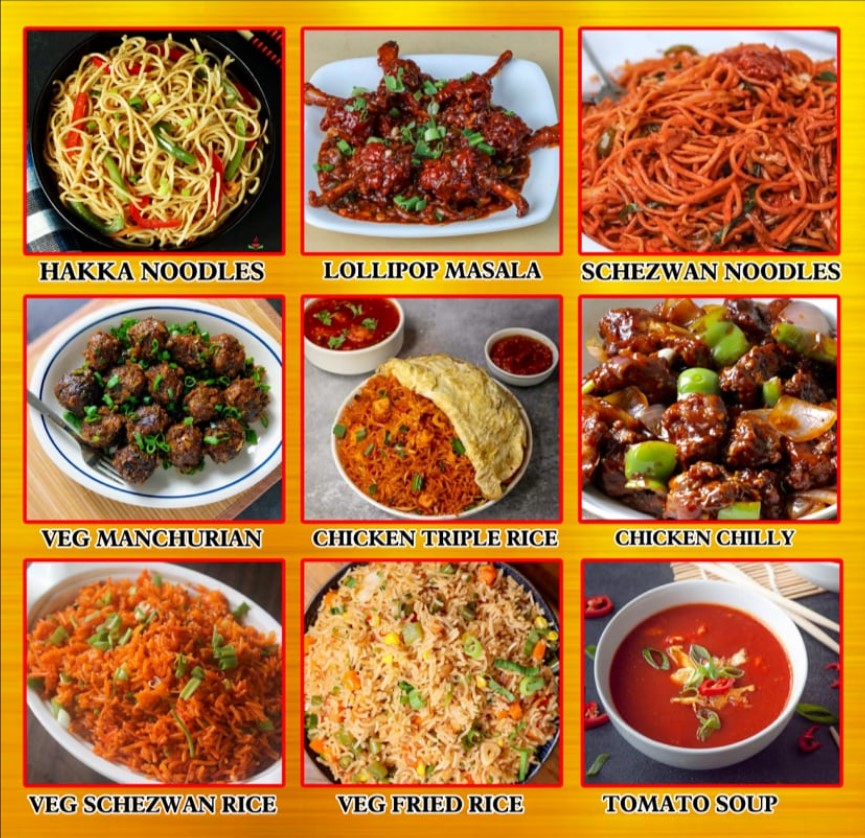 HAKKA NOODLES
LOLLIPOP MASALA
SCHEZWAN NOODLES
VEG MANCHURIAN
CHICKEN TRIPLE RICE
CHICKEN CHILLY
VEG SCHEZWAN RICE
VEG FRIED RICE
TOMATO SOUP